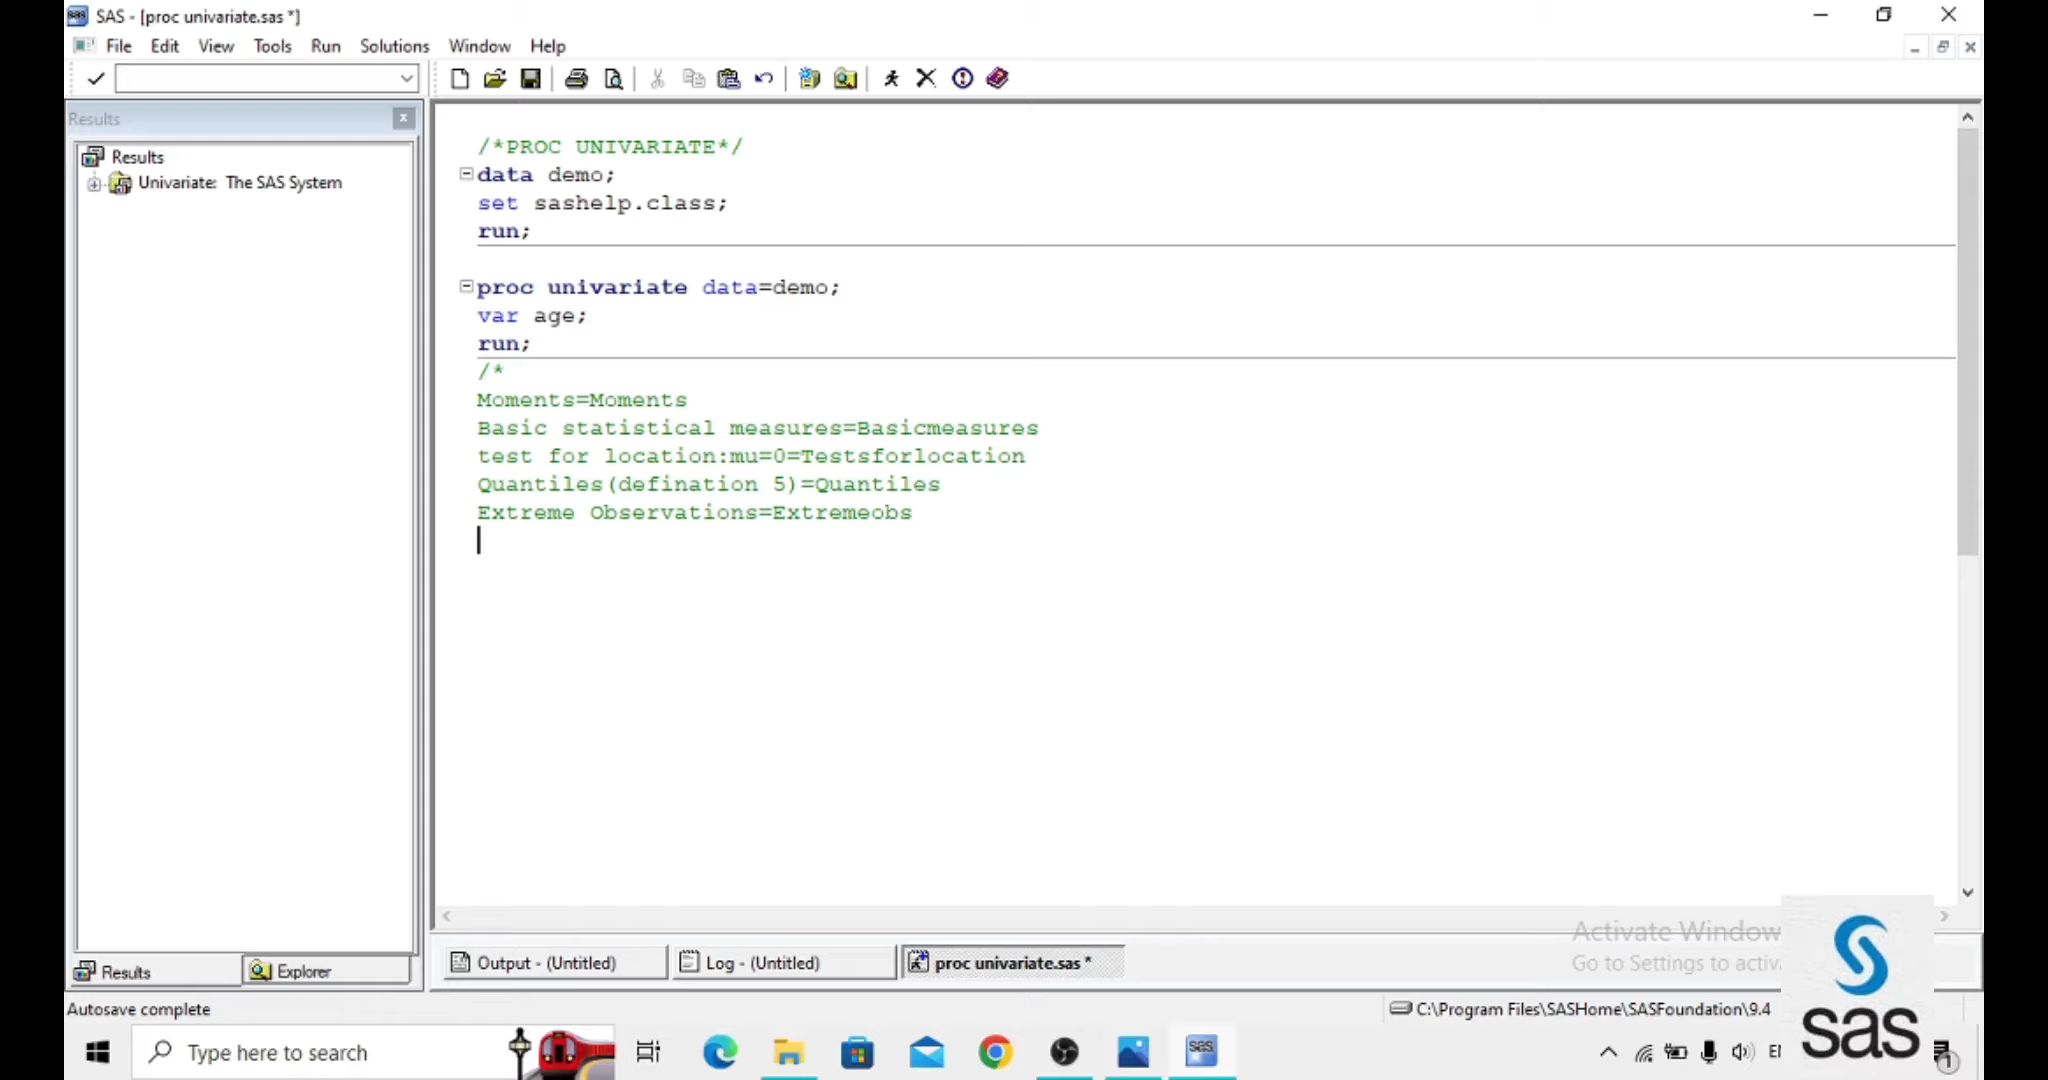 SAS - [proc univariate.sas *]
File Edit View Tools Run Solutions Window Help
Results
Results
Univariate: The SAS System
/*PROC UNIVARIATE*/
data demo;
set sashelp.class;
run;
proc univariate data=demo;
var age;
run;
/*
Moments=Moments
Basic statistical measures=Basicmeasures
test for location:mu=0=Testsforlocation
Quantiles(defination 5)=Quantiles
Extreme Observations=Extremeobs
Activate Window
Go to Settings to activ
Results
Explorer
Output - (Untitled)
Log - (Untitled)
proc univariate.sas *
Autosave complete
C:\Program Files\SASHome\SASFoundation\9.4
sas
Type here to search
sas
1